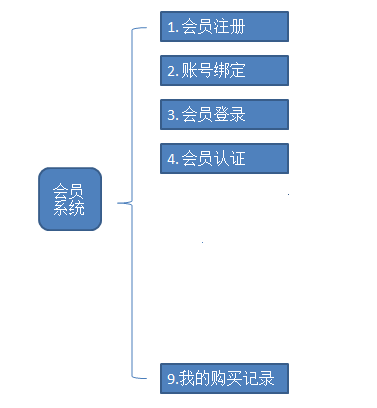 1. 会员注册
2. 账号绑定
3. 会员登录
4. 会员认证
会员
系统
9.我的购买记录